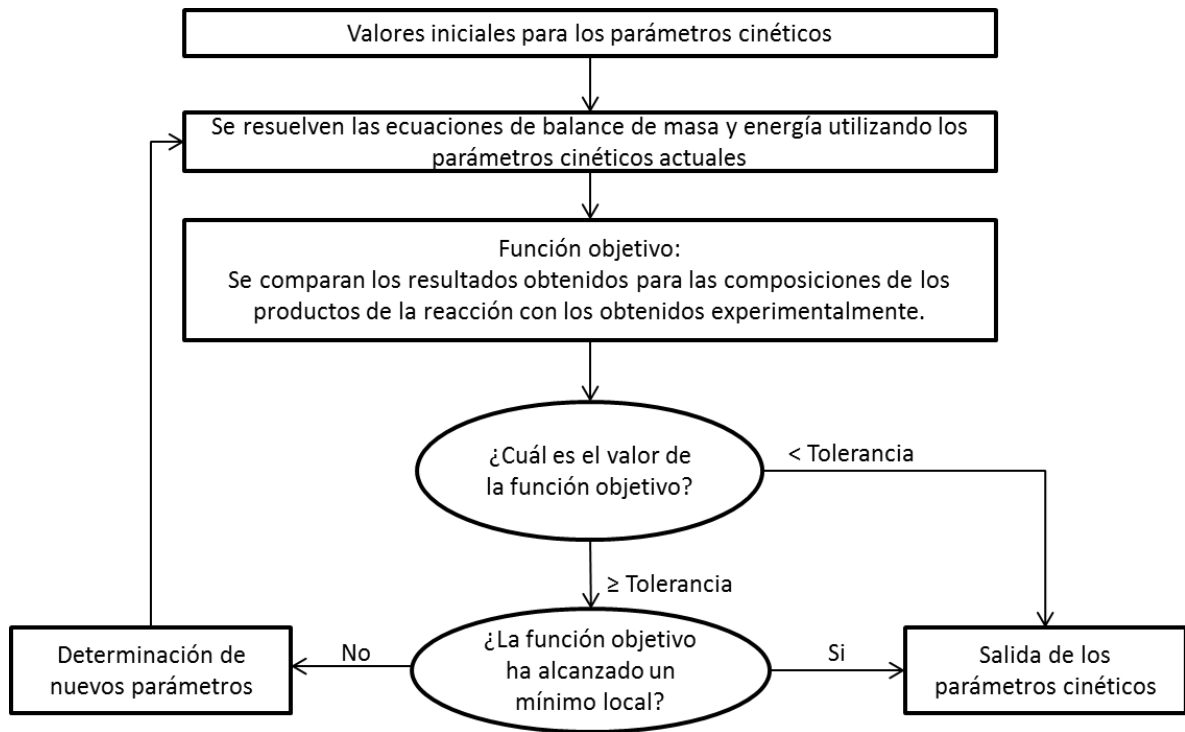 Valores iniciales para los parámetros cinéticos
Se resuelven las ecuaciones de balance de masa y energía utilizando los
parámetros cinéticos actuales
Función objetivo:
Se comparan los resultados obtenidos para las composiciones de los
productos de la reacción con los obtenidos experimentalmente.
¿Cuál es el valor de
la función objetivo?
< Tolerancia
≥ Tolerancia
¿La función objetivo
ha alcanzado un
mínimo local?
No
Si
Determinación de
nuevos parámetros
Salida de los
parámetros cinéticos